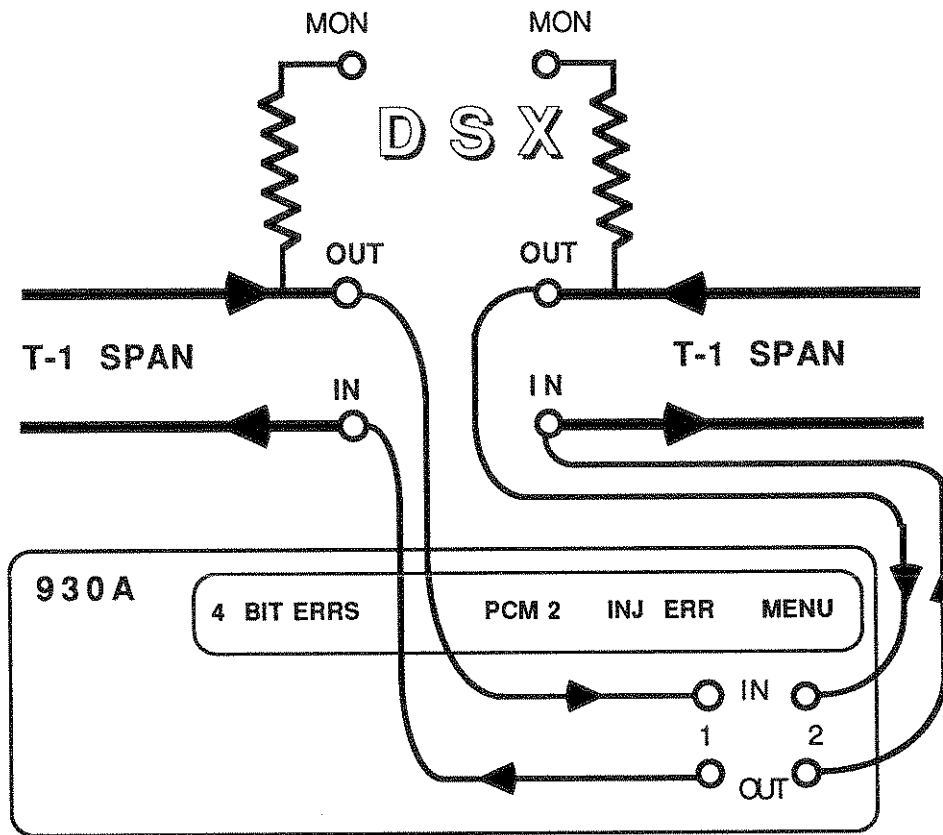 MON MON
DSX
OUT OUT
T-1 SPAN T-1 SPAN
IN IN
930A
4 BIT ERRS PCM 2 INJ ERR MENU
IN
1 2
OUT